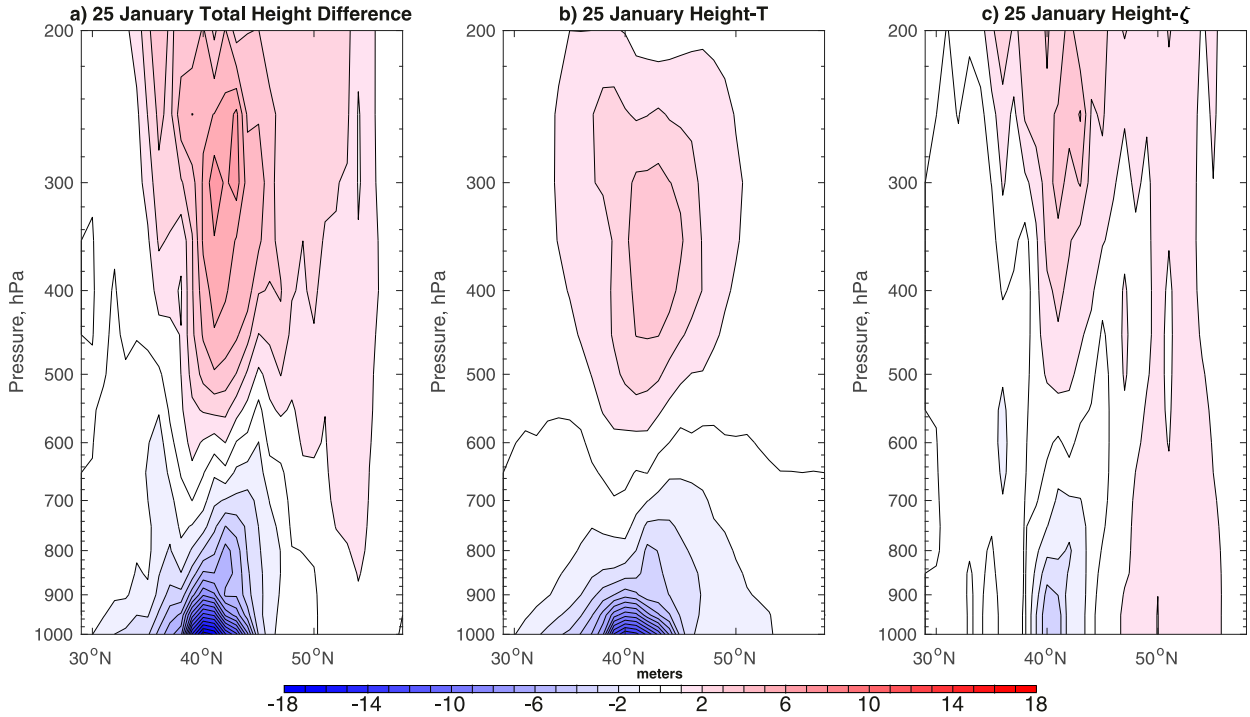 a) 25 January Total Height Difference
b) 25 January Height-T
c) 25 January Height-ζ
200
300
400
500
600
700
800
900
1000
Pressure, hPa
30°N
40°N
50°N
200
300
400
500
600
700
800
900
1000
Pressure, hPa
30°N
40°N
50°N
200
300
400
500
600
700
800
900
1000
Pressure, hPa
30°N
40°N
50°N
meters
-18 -14 -10 -6 -2 2 6 10 14 18